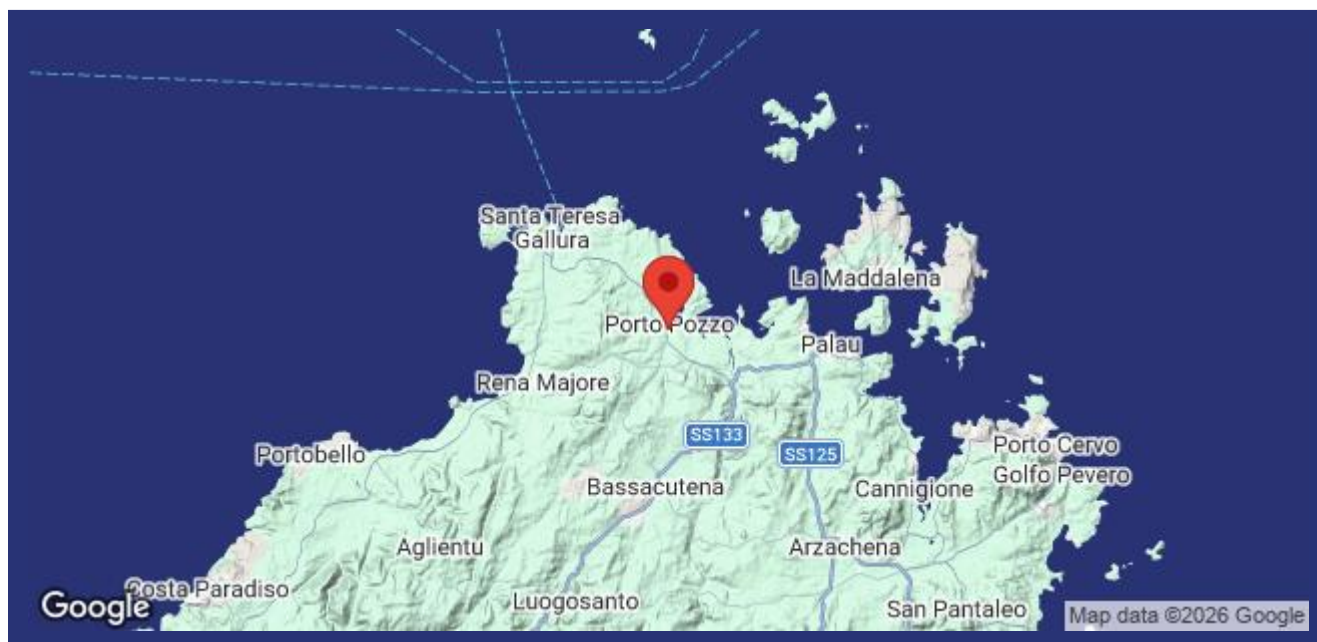 Santa Teresa
Gallura
La Maddalena
Porto Pozzo
Palau
Rena Majore
SS133
Porto Cervo
Portobello
SS125
Golfo Pevero
Bassacutena
Cannigione
Aglientu
Arzachena
Costa Paradiso
Luogosanto
San Pantaleo
Google
Map data ©2026 Google